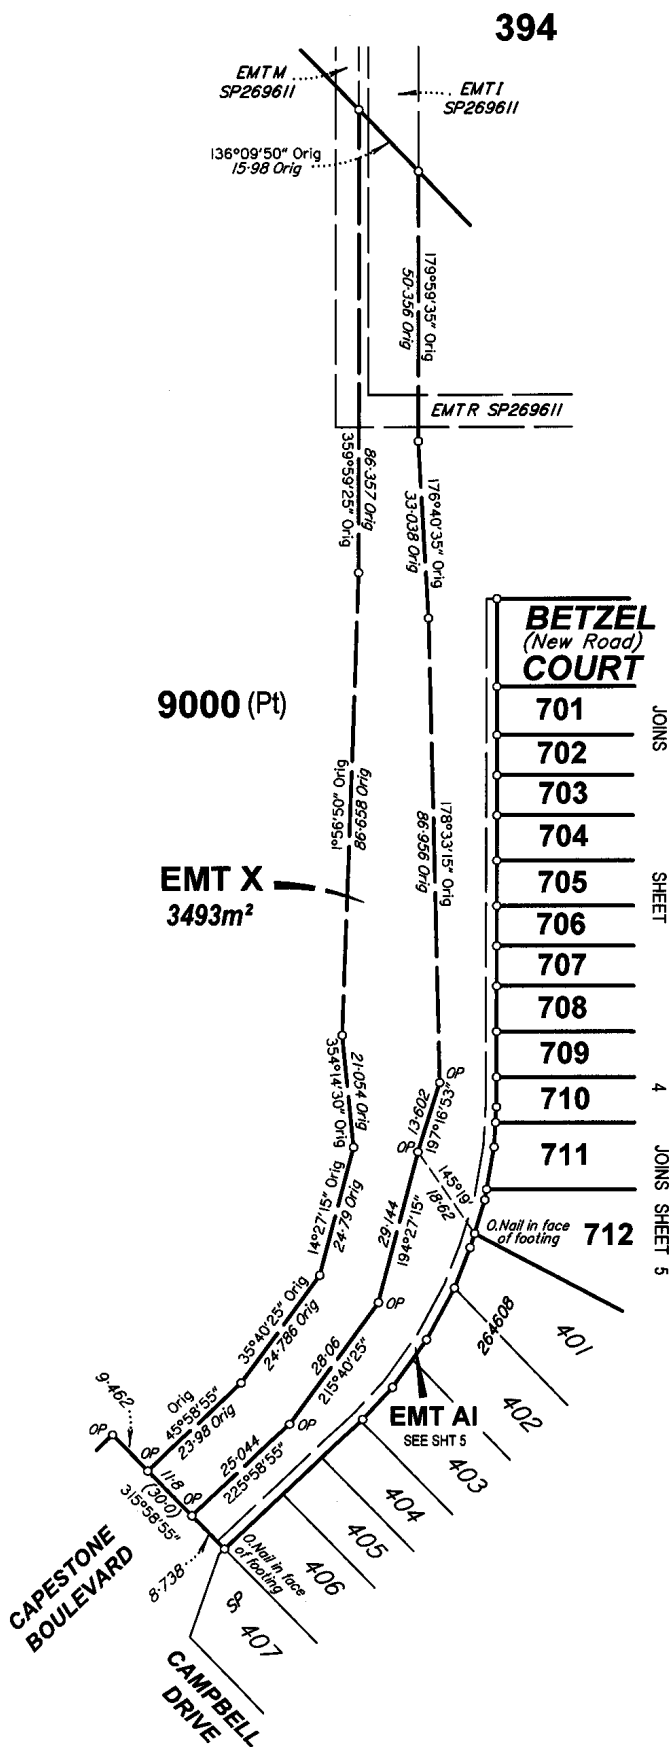 394
EMT M
SP269611
EMT I
SP269611
136°09'50" Orig
15·98 Orig
179°59'35" Orig
50·356 Orig
EMT R SP269611
86·357 Orig
359°59'25" Orig
176°40'35" Orig
33·038 Orig
BETZEL
(New Road)
COURT
9000 (Pt)
701
702
703
704
705
706
707
708
709
710
711
712
JOINS
SHEET
4
JOINS SHEET 5
86·658 Orig
1°56'50" Orig
178°33'15" Orig
86·956 Orig
EMT X
3493m²
21·054 Orig
354°14'30" Orig
OP
13·602
197°16'53"
OP
145°19'
18·62
O.Nail in face
of footing
14°27'15" Orig
24·79 Orig
29·144
194°27'15"
OP
264608
401
402
403
404
405
406
407
35°40'25" Orig
24·786 Orig
28·06
215°40'25"
OP
EMT AI
SEE SHT 5
Orig
45°58'55"
23·98 Orig
25·044
225°58'55"
9·462
OP
OP
11·8
(30·0)
315°58'55"
OP
8·738
O.Nail in face
of footing
SP
CAPESTONE
BOULEVARD
CAMPBELL
DRIVE